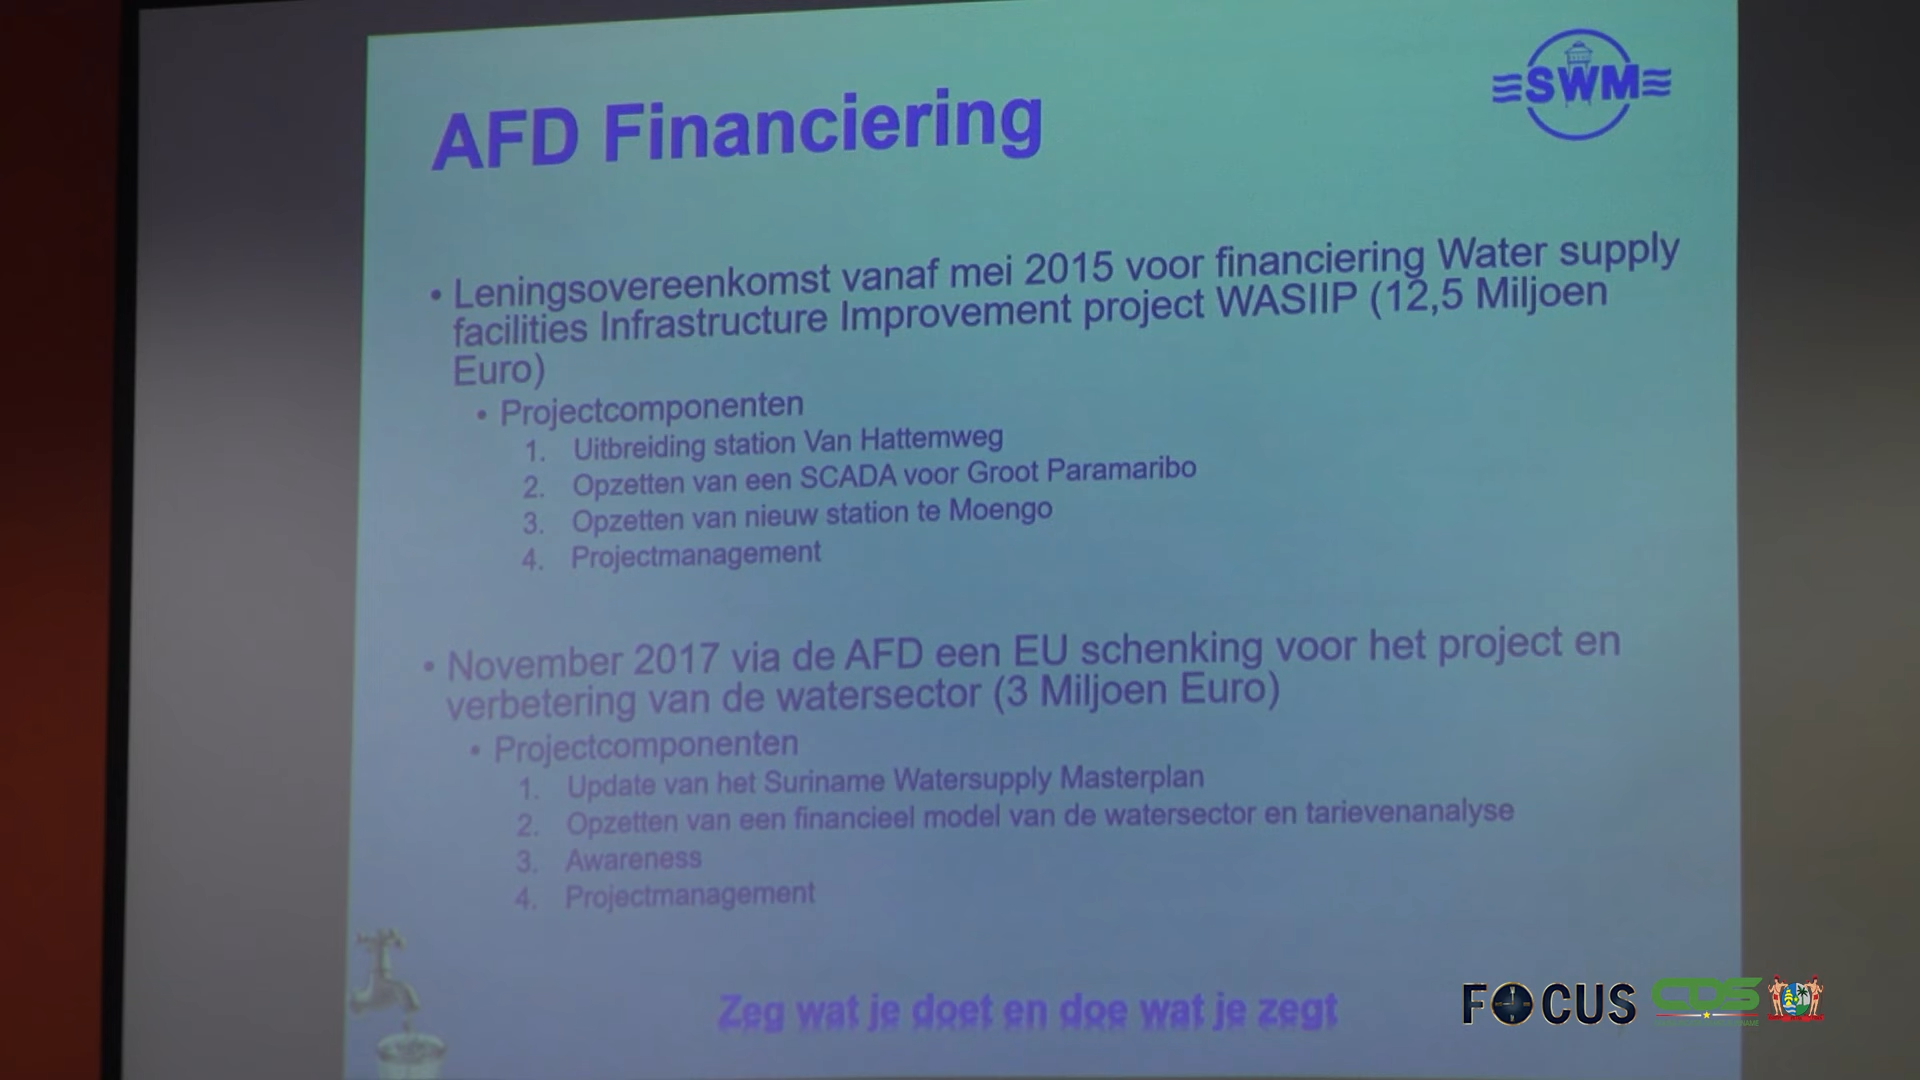 SWM
AFD Financiering
• Leningsovereenkomst vanaf mei 2015 voor financiering Water supply
facilities Infrastructure Improvement project WASIIP (12,5 Miljoen
Euro)
• Projectcomponenten
1. Uitbreiding station Van Hattemweg
2. Opzetten van een SCADA voor Groot Paramaribo
3. Opzetten van nieuw station te Moengo
4. Projectmanagement
• November 2017 via de AFD een EU schenking voor het project en
verbetering van de watersector (3 Miljoen Euro)
• Projectcomponenten
1. Update van het Suriname Watersupply Masterplan
2. Opzetten van een financieel model van de watersector en tarievenanalyse
3. Awareness
4. Projectmanagement
Zeg wat je doet en doe wat je zegt
FOCUS CDS